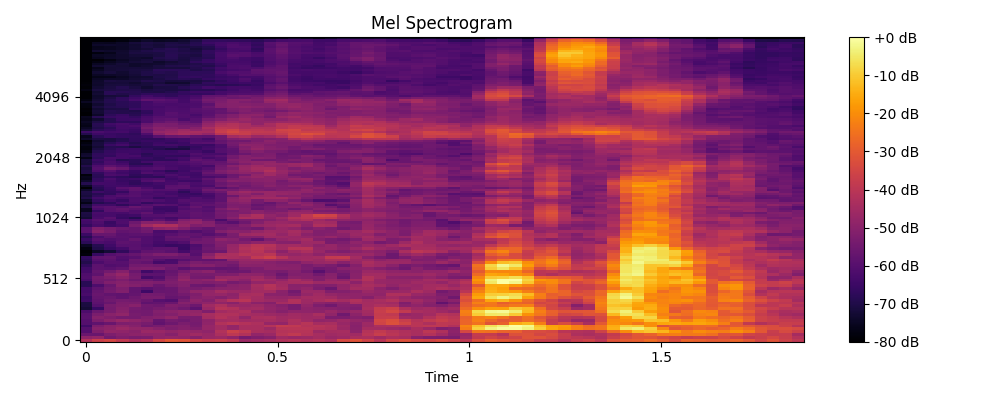 Mel Spectrogram
+0 dB
-10 dB
-20 dB
-30 dB
-40 dB
-50 dB
-60 dB
-70 dB
-80 dB
Hz
4096
2048
1024
512
0
0
0.5
1
1.5
Time